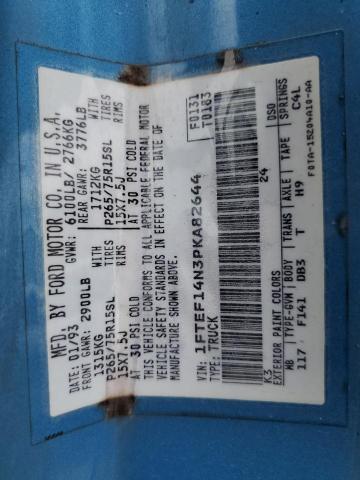 MFD. BY FORD MOTOR CO. IN U.S.A.
DATE: 01/93 GVWR: 6100LB/ 2766KG
FRONT GAWR: 2900LB REAR GAWR: 3776LB
1315KG WITH 1712KG WITH
P265/75R15SL TIRES P265/75R15SL TIRES
15X7.5J RIMS 15X7.5J RIMS
AT 30 PSI COLD AT 30 PSI COLD
THIS VEHICLE CONFORMS TO ALL APPLICABLE FEDERAL MOTOR
VEHICLE SAFETY STANDARDS IN EFFECT ON THE DATE OF
MANUFACTURE SHOWN ABOVE.
VIN: 1FTEF14N3PKA82644 F0131
TYPE: TRUCK T0183
EXTERIOR PAINT COLORS DSO
K3 24
WB TYPE-GVW BODY TRANS AXLE TAPE SPRINGS
117 F141 DB3 T H9 C4L
F0TA-15204A10-AA